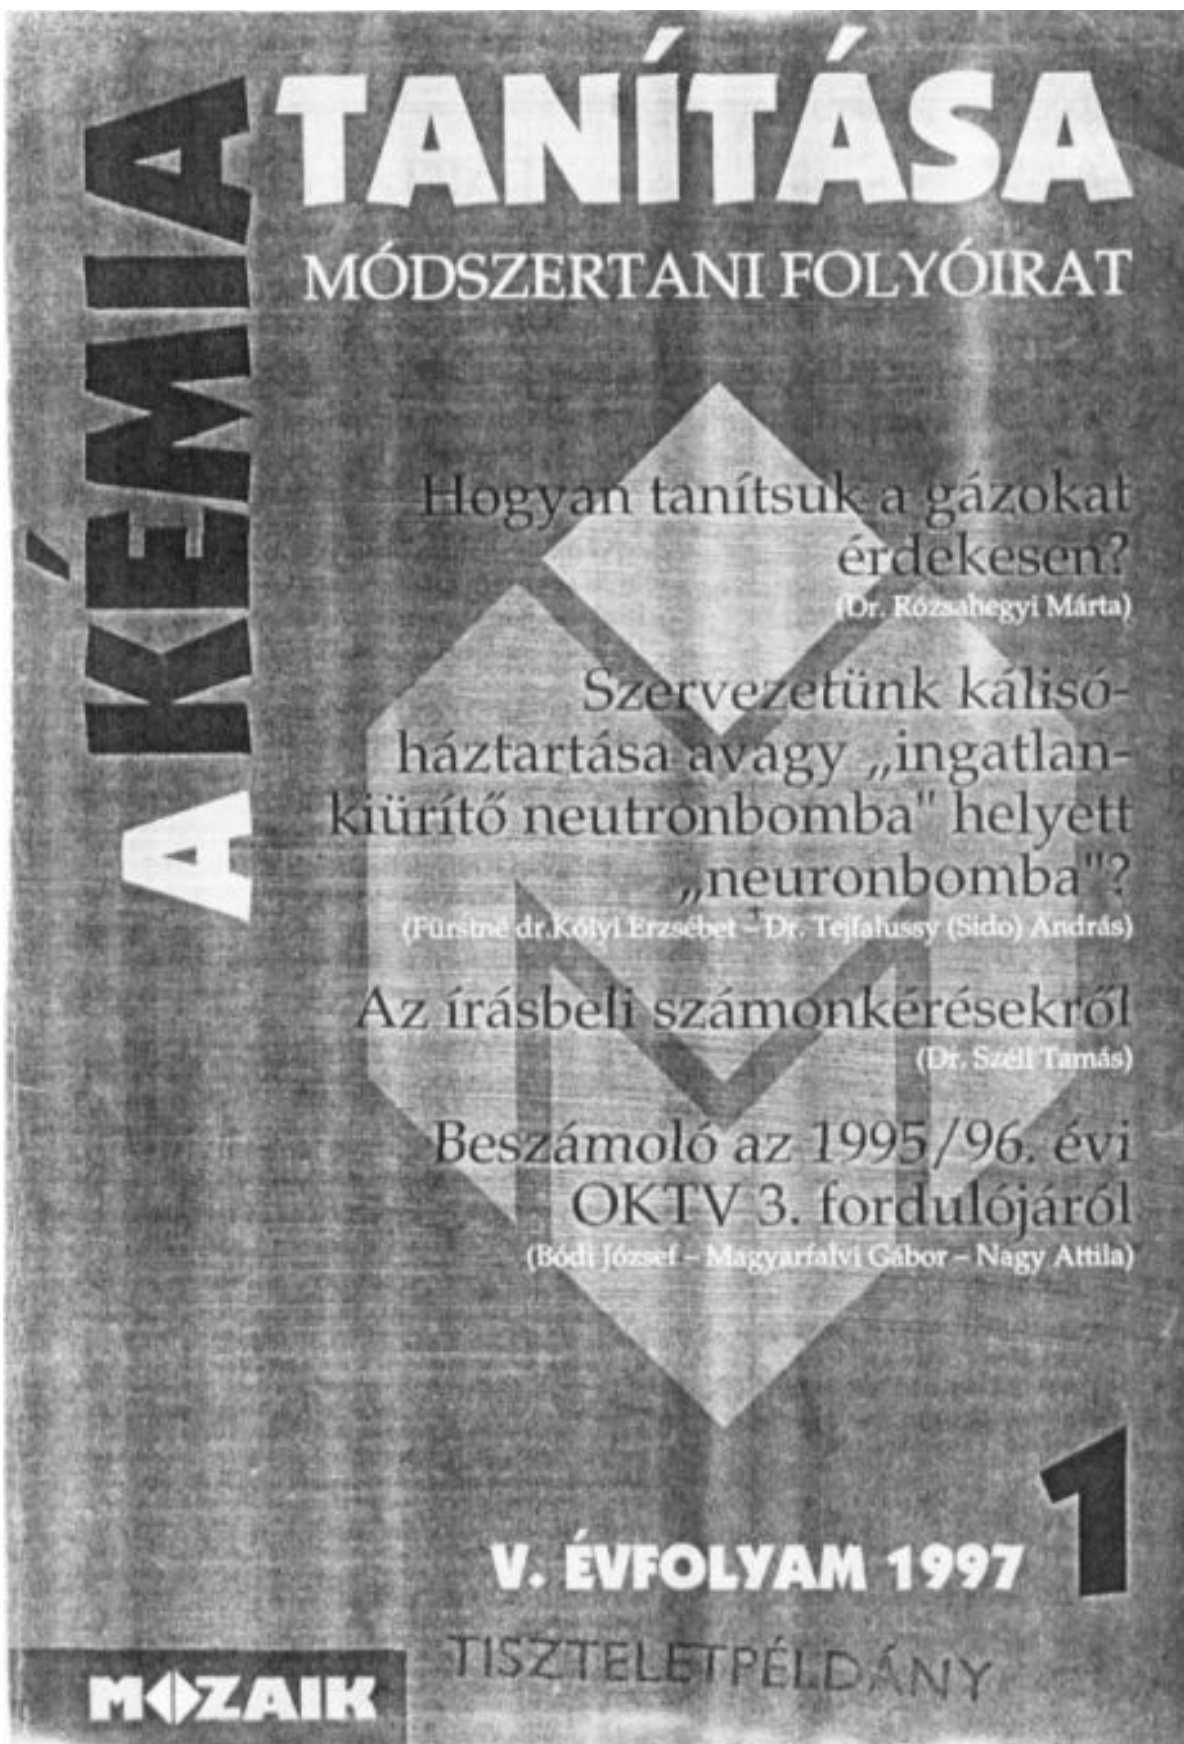 A KÉMIA
TANÍTÁSA
MÓDSZERTANI FOLYÓIRAT
Hogyan tanítsuk a gázokat
érdekesen?
(Dr. Rózsahegyi Márta)
Szervezetünk kálisó-
háztartása avagy „ingatlan-
kiürítő neutronbomba" helyett
„neuronbomba"?
(Fürstné dr.Kólyi Erzsébet – Dr. Tejfalussy (Sido) András)
Az írásbeli számonkérésekről
(Dr. Széll Tamás)
Beszámoló az 1995/96. évi
OKTV 3. fordulójáról
(Bódi József – Magyarfalvi Gábor – Nagy Attila)
1
V. ÉVFOLYAM 1997
TISZTELETPÉLDÁNY
MOZAIK